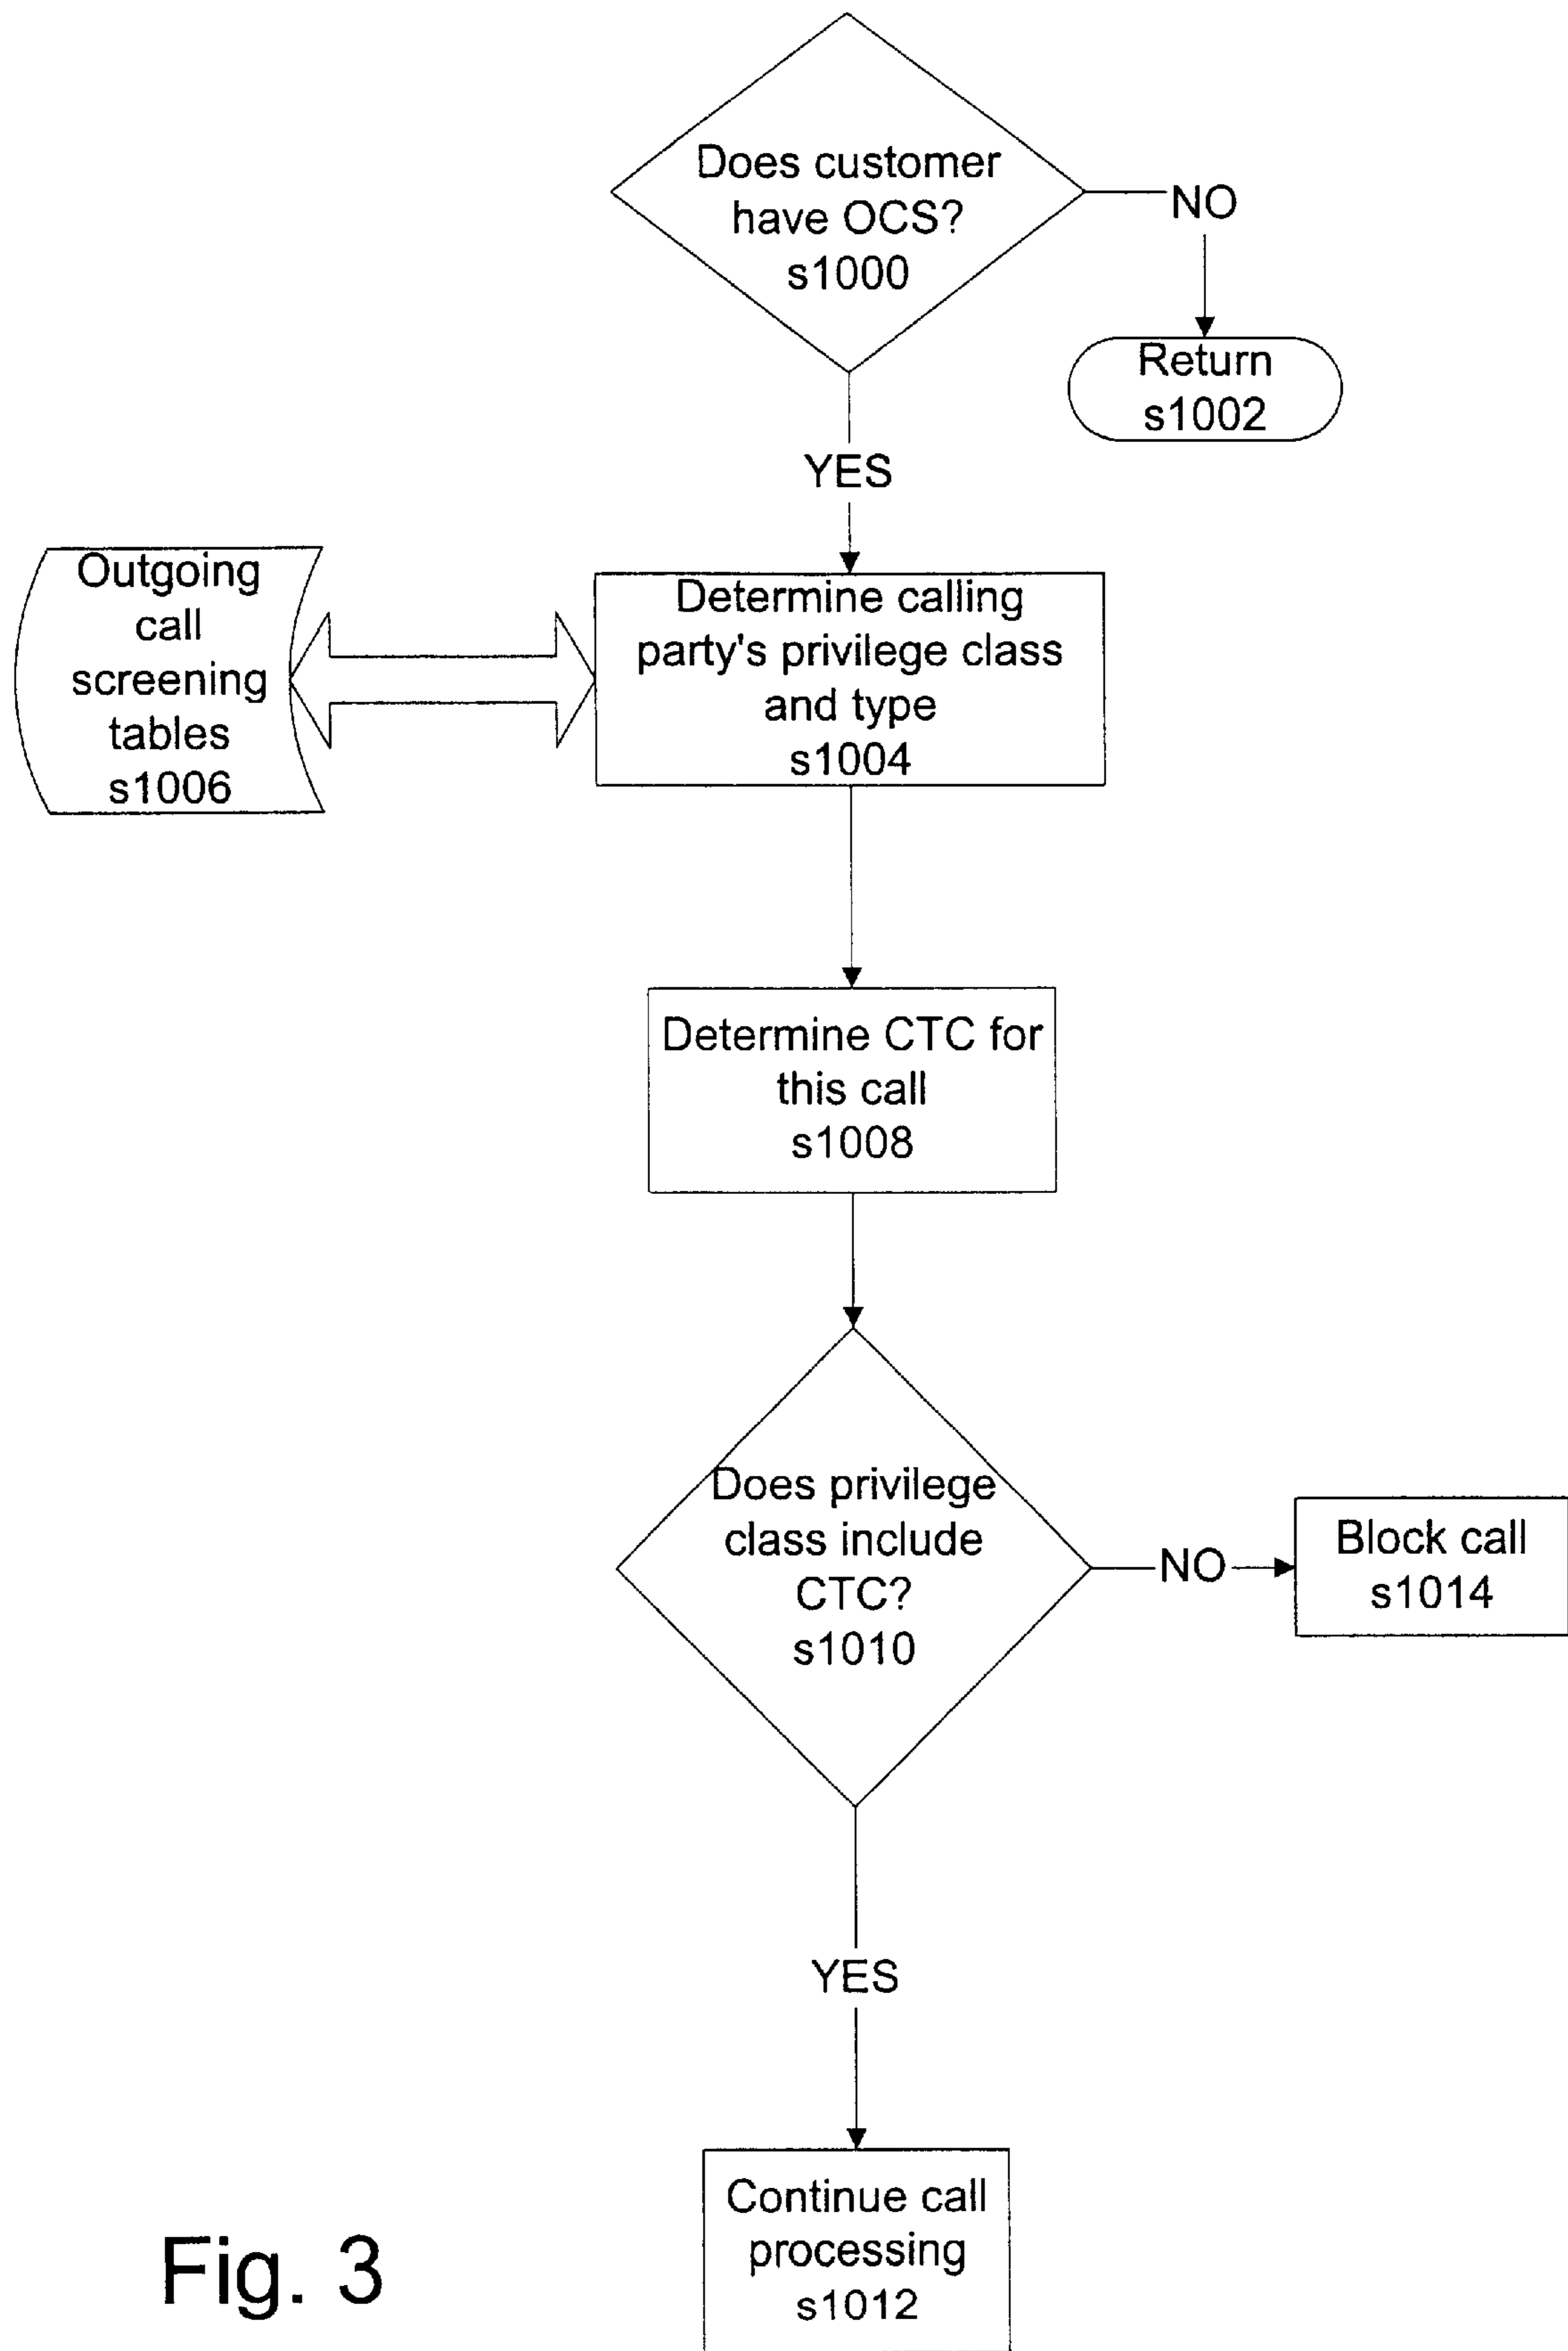 Does customer
have OCS?
s1000
NO
Return
s1002
YES
Outgoing
call
screening
tables
s1006
Determine calling
party's privilege class
and type
s1004
Determine CTC for
this call
s1008
Does privilege
class include
CTC?
s1010
NO
Block call
s1014
YES
Continue call
processing
s1012
Fig. 3